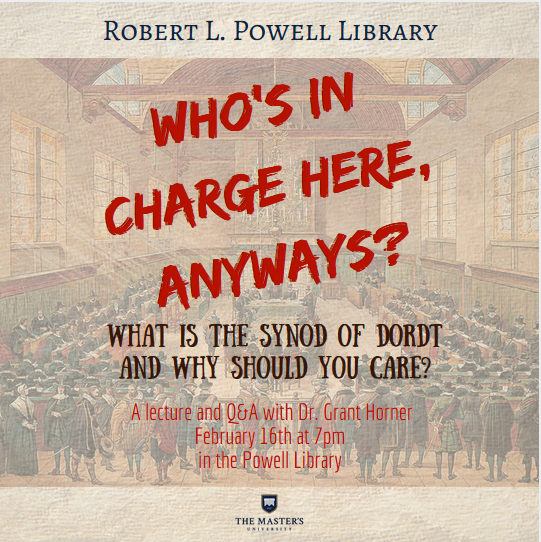 Robert L. Powell Library
WHO'S IN
CHARGE HERE,
ANYWAYS?
WHAT IS THE SYNOD OF DORDT
AND WHY SHOULD YOU CARE?
A lecture and Q&A with Dr. Grant Horner
February 16th at 7pm
in the Powell Library
THE MASTER'S
UNIVERSITY